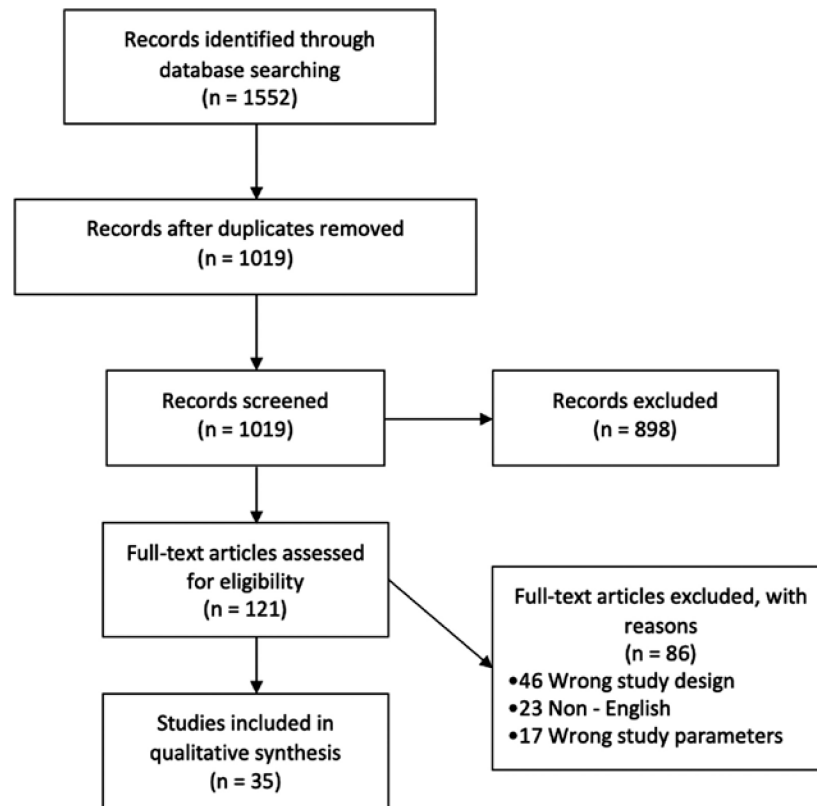 Records identified through
database searching
(n = 1552)
Records after duplicates removed
(n = 1019)
Records screened
(n = 1019)
Records excluded
(n = 898)
Full-text articles assessed
for eligibility
(n = 121)
Full-text articles excluded, with
reasons
(n = 86)
•46 Wrong study design
•23 Non - English
•17 Wrong study parameters
Studies included in
qualitative synthesis
(n = 35)